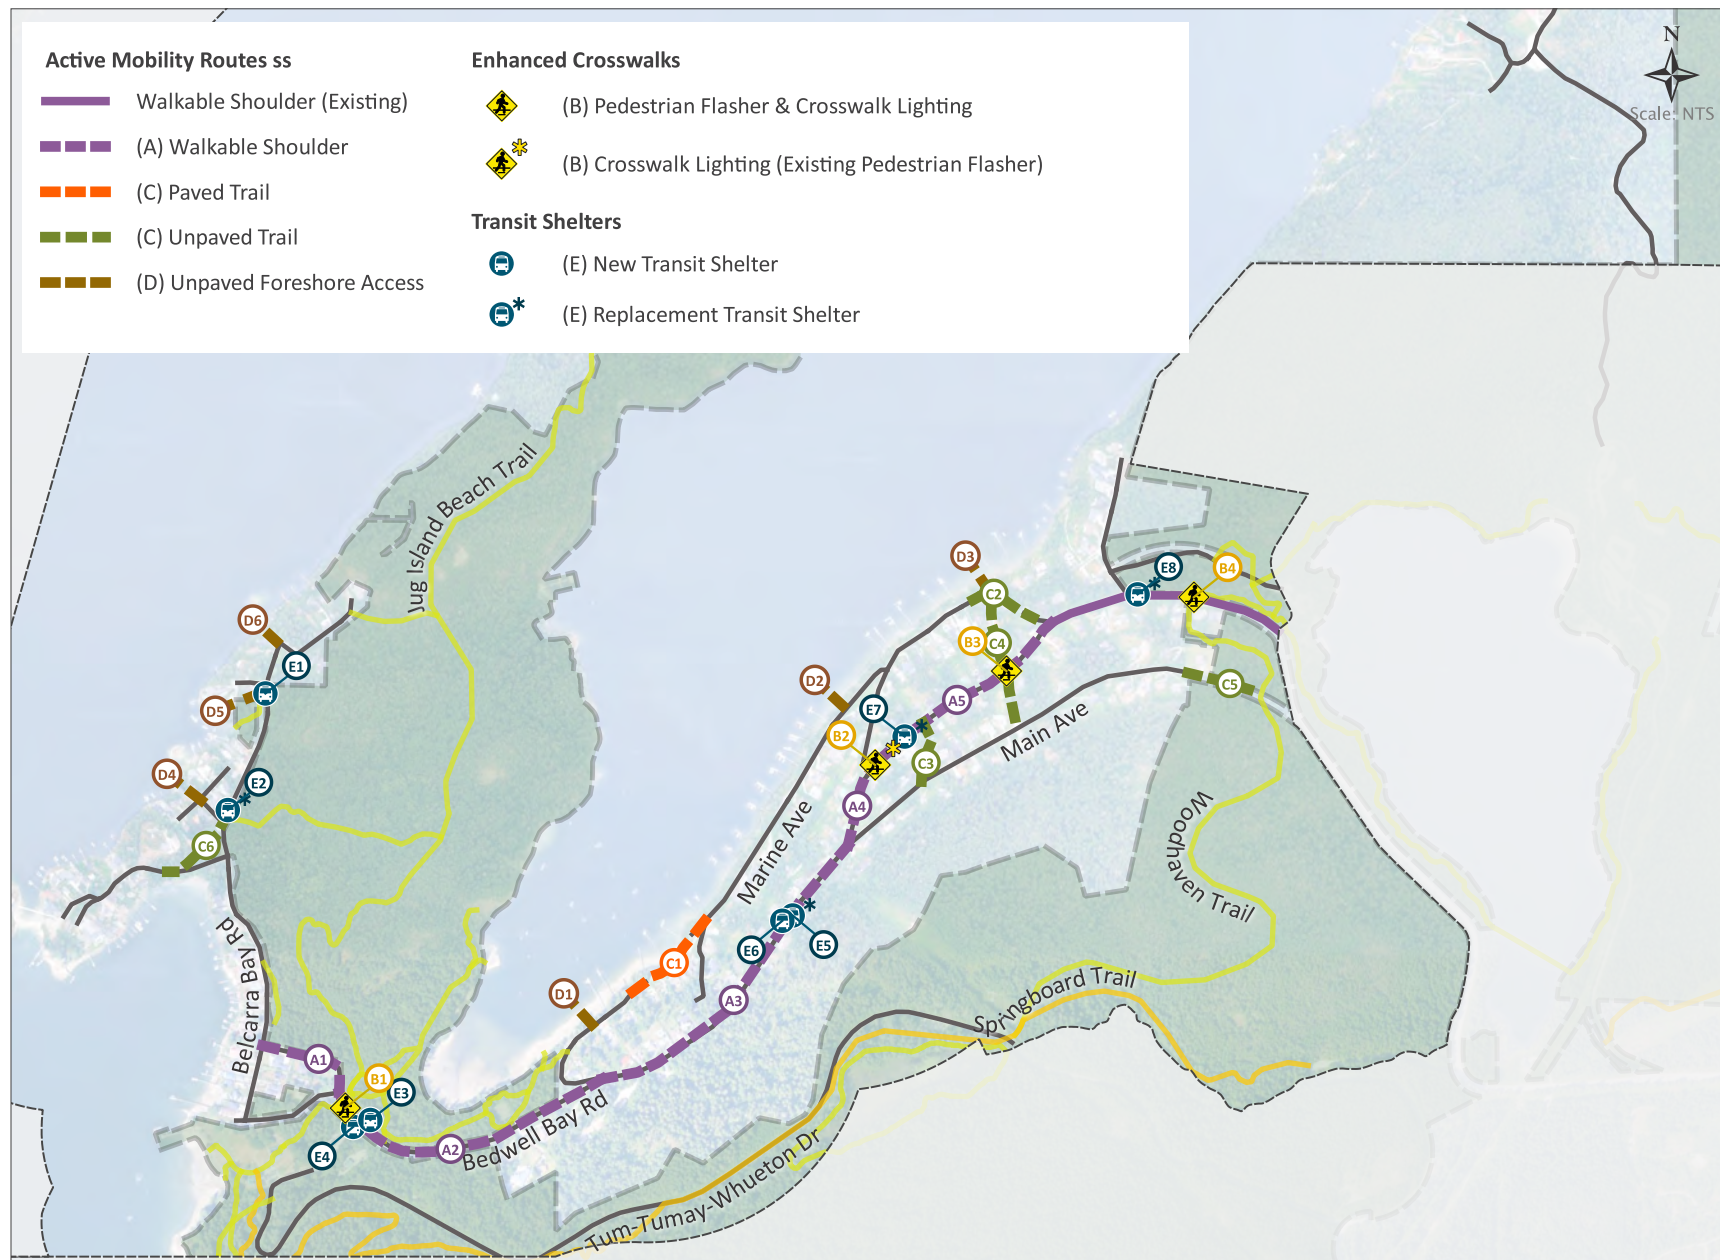 Active Mobility Routes ss
Walkable Shoulder (Existing)
(A) Walkable Shoulder
(C) Paved Trail
(C) Unpaved Trail
(D) Unpaved Foreshore Access
Enhanced Crosswalks
(B) Pedestrian Flasher & Crosswalk Lighting
(B) Crosswalk Lighting (Existing Pedestrian Flasher)
Transit Shelters
(E) New Transit Shelter
(E) Replacement Transit Shelter
N
Scale: NTS
Jug Island Beach Trail
D3
E8
B4
C2
D6
B3
C4
E1
D2
C5
A5
D5
E7
B2
Main Ave
C3
D4
E2
A4
Woodhaven Trail
C6
Marine Ave
Belcarra Bay Rd
E6
E5
C1
D1
A3
Springboard Trail
A1
B1
E3
E4
A2
Bedwell Bay Rd
Tum-Tumay-Whueton Dr